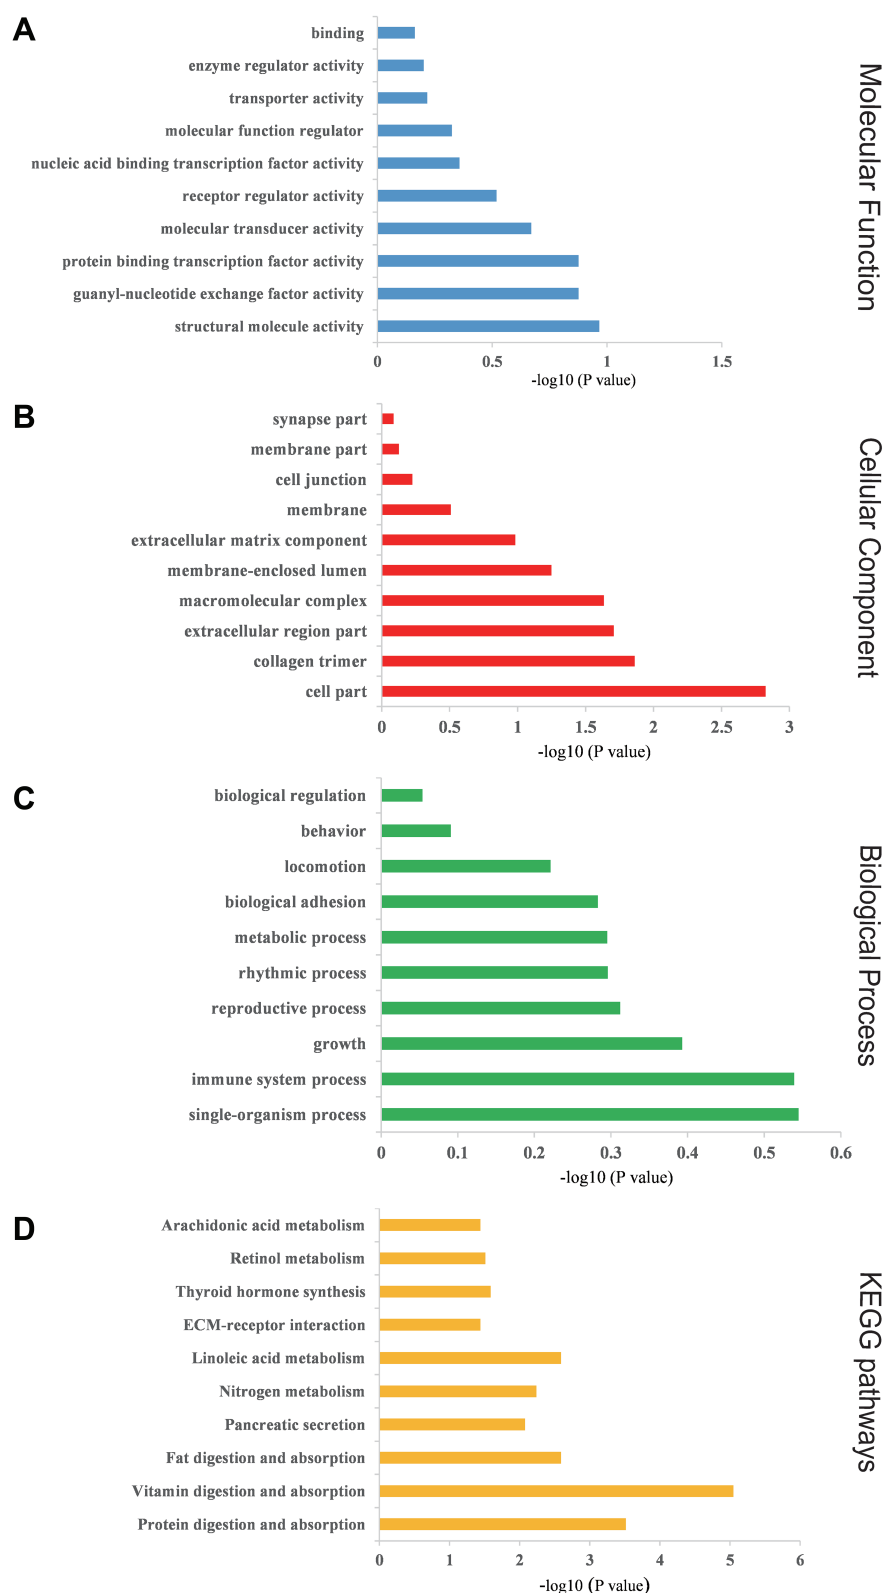 A
binding
enzyme regulator activity
transporter activity
molecular function regulator
nucleic acid binding transcription factor activity
receptor regulator activity
molecular transducer activity
protein binding transcription factor activity
guanyl-nucleotide exchange factor activity
structural molecule activity
0 0.5 1 1.5
-log10 (P value)
Molecular Function
B
synapse part
membrane part
cell junction
membrane
extracellular matrix component
membrane-enclosed lumen
macromolecular complex
extracellular region part
collagen trimer
cell part
0 0.5 1 1.5 2 2.5 3
-log10 (P value)
Cellular Component
C
biological regulation
behavior
locomotion
biological adhesion
metabolic process
rhythmic process
reproductive process
growth
immune system process
single-organism process
0 0.1 0.2 0.3 0.4 0.5 0.6
-log10 (P value)
Biological Process
D
Arachidonic acid metabolism
Retinol metabolism
Thyroid hormone synthesis
ECM-receptor interaction
Linoleic acid metabolism
Nitrogen metabolism
Pancreatic secretion
Fat digestion and absorption
Vitamin digestion and absorption
Protein digestion and absorption
0 1 2 3 4 5 6
-log10 (P value)
KEGG pathways